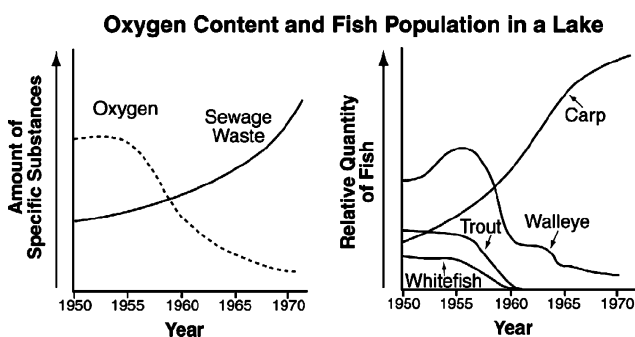 Oxygen Content and Fish Population in a Lake
Amount of
Specific Substances
Oxygen
Sewage
Waste
1950 1955 1960 1965 1970
Year
Relative Quantity
of Fish
Carp
Trout
Walleye
Whitefish
1950 1955 1960 1965 1970
Year